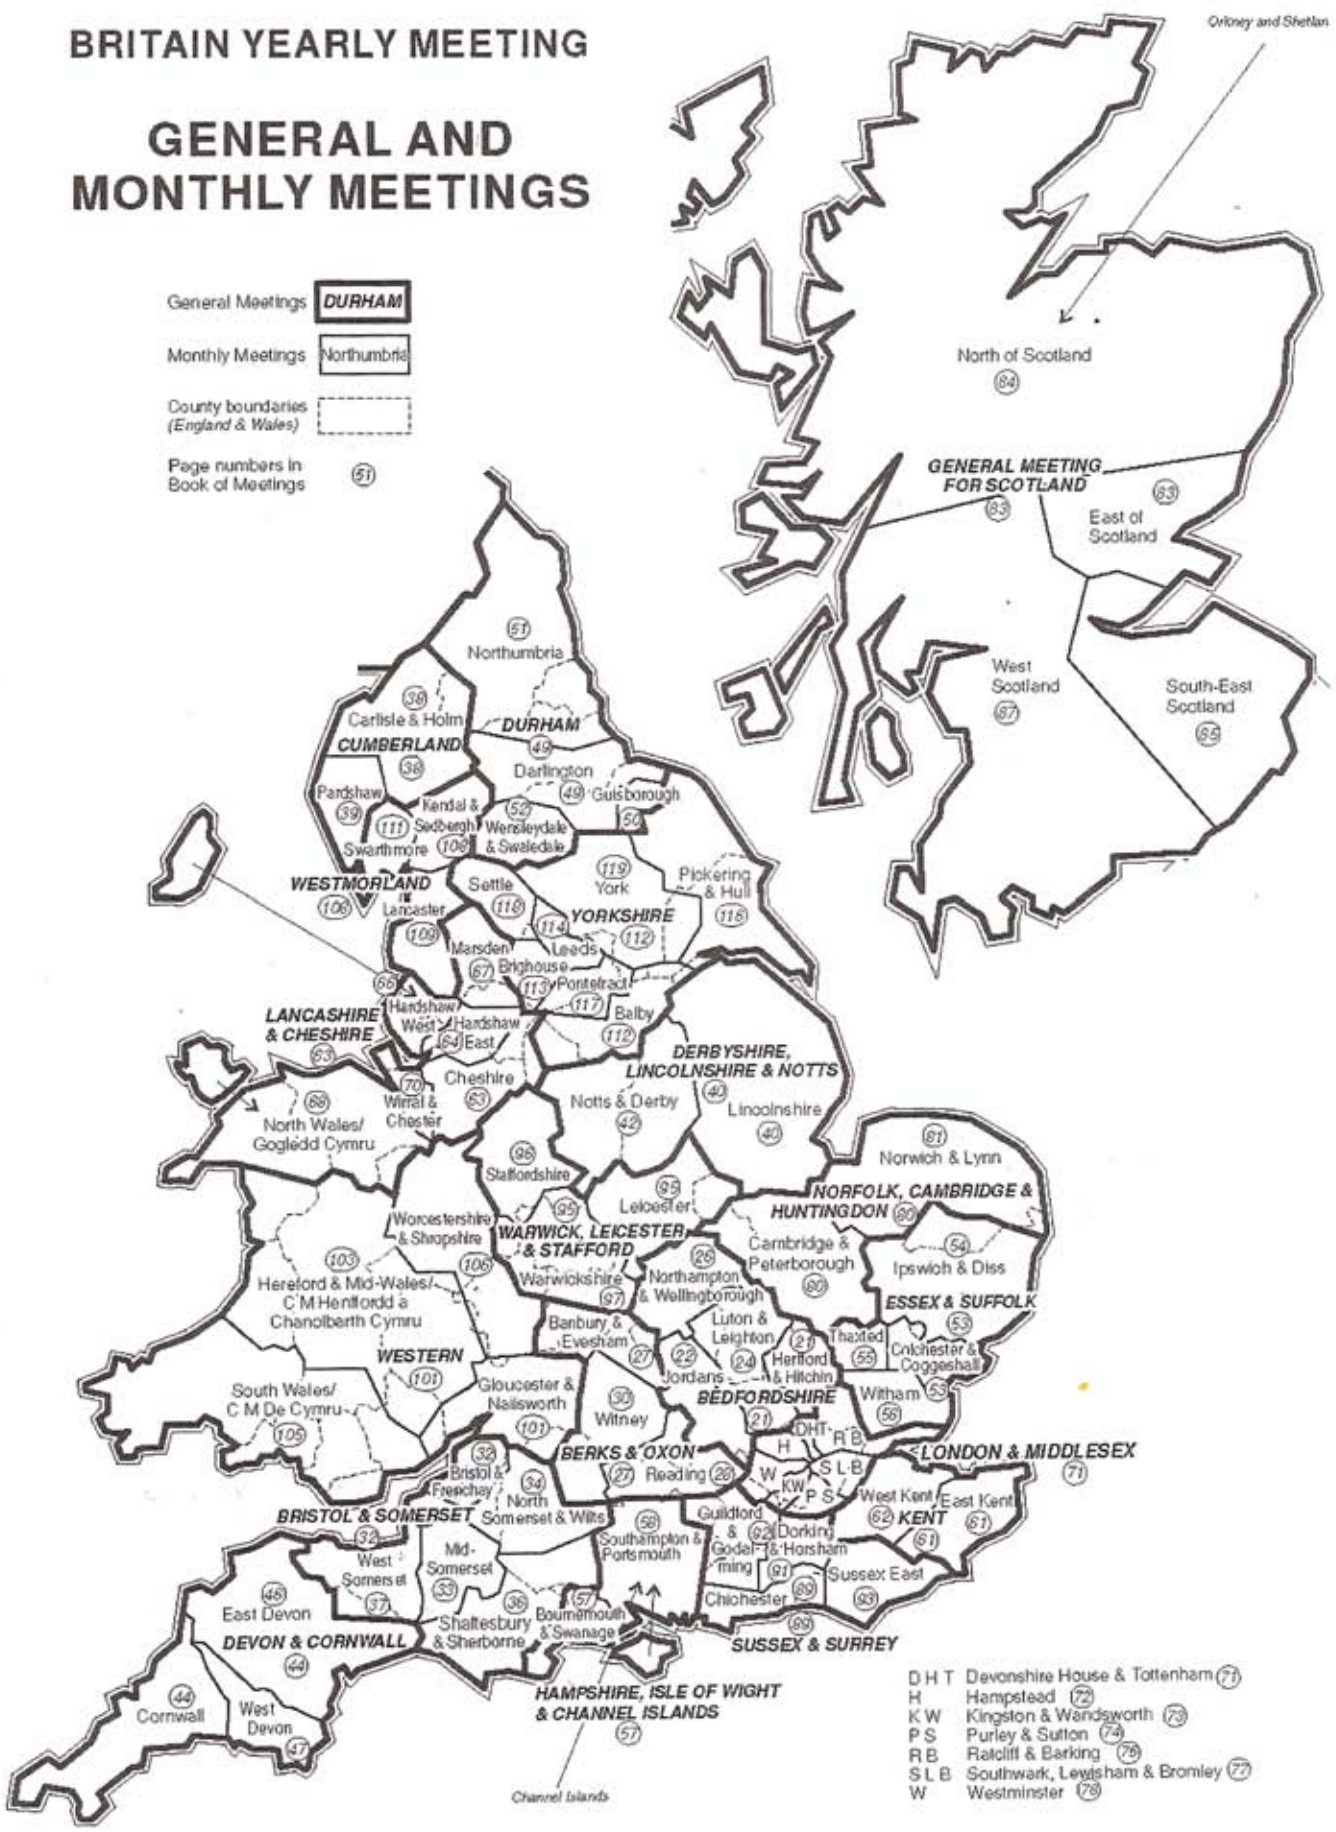 BRITAIN YEARLY MEETING
GENERAL AND
MONTHLY MEETINGS
Orkney and Shetlan
General Meetings
DURHAM
Monthly Meetings
Northumbria
County boundaries
(England & Wales)
Page numbers in
Book of Meetings
51
North of Scotland
84
GENERAL MEETING
FOR SCOTLAND
83
83
East of
Scotland
West
Scotland
87
South-East
Scotland
85
51
Northumbria
38
Carlisle & Holm
CUMBERLAND
38
DURHAM
49
Darlington
49
Guisborough
50
Pardshaw
39
111
Swarthmore
Kendal &
Sedbergh
108
52
Wensleydale
& Swaledale
WESTMORLAND
106
Lancaster
109
Settle
118
119
York
YORKSHIRE
112
Pickering
& Hull
116
114
Leeds
Marsden
67
Brighouse
113
Pontefract
117
Balby
112
66
Hardshaw
West
Hardshaw
64
East
LANCASHIRE
& CHESHIRE
63
Cheshire
63
70
Wirral &
Chester
68
North Wales/
Gogledd Cymru
DERBYSHIRE,
LINCOLNSHIRE & NOTTS
40
Notts & Derby
42
Lincolnshire
40
96
Staffordshire
95
Leicester
95
WARWICK, LEICESTER
& STAFFORD
Warwickshire
97
81
Norwich & Lynn
NORFOLK, CAMBRIDGE &
HUNTINGDON 80
Cambridge &
Peterborough
80
54
Ipswich & Diss
ESSEX & SUFFOLK
53
Thaxted
55
Colchester &
Coggeshall
53
Witham
56
Worcestershire
& Shropshire
106
103
Hereford & Mid-Wales/
C M Henffordd a
Chanolbarth Cymru
WESTERN
101
South Wales/
C M De Cymru
105
Gloucester &
Nailsworth
101
26
Northampton
& Wellingborough
Banbury &
Evesham
27
Luton &
Leighton
24
22
Jordans
21
Hertford
& Hitchin
BEDFORDSHIRE
21
30
Witney
BERKS & OXON
27
Reading 28
DHT
H
R B
W
S L B
KW
P S
LONDON & MIDDLESEX
71
West Kent
62
East Kent
61
KENT
61
32
Bristol &
Frenchay
34
North
Somerset & Wilts
BRISTOL & SOMERSET
32
West
Somerset
37
Mid-
Somerset
33
36
Shaftesbury
& Sherborne
58
Southampton &
Portsmouth
57
Bournemouth
& Swanage
Guildford
&
Godal-
ming
92
Dorking
& Horsham
91
Chichester
89
Sussex East
93
89
SUSSEX & SURREY
46
East Devon
DEVON & CORNWALL
44
44
Cornwall
West
Devon
47
HAMPSHIRE, ISLE OF WIGHT
& CHANNEL ISLANDS
57
Channel Islands
D H T Devonshire House & Tottenham 71
H Hampstead 72
K W Kingston & Wandsworth 73
P S Purley & Sutton 74
R B Ratcliff & Barking
S L B Southwark, Lewisham & Bromley 77
W Westminster 78